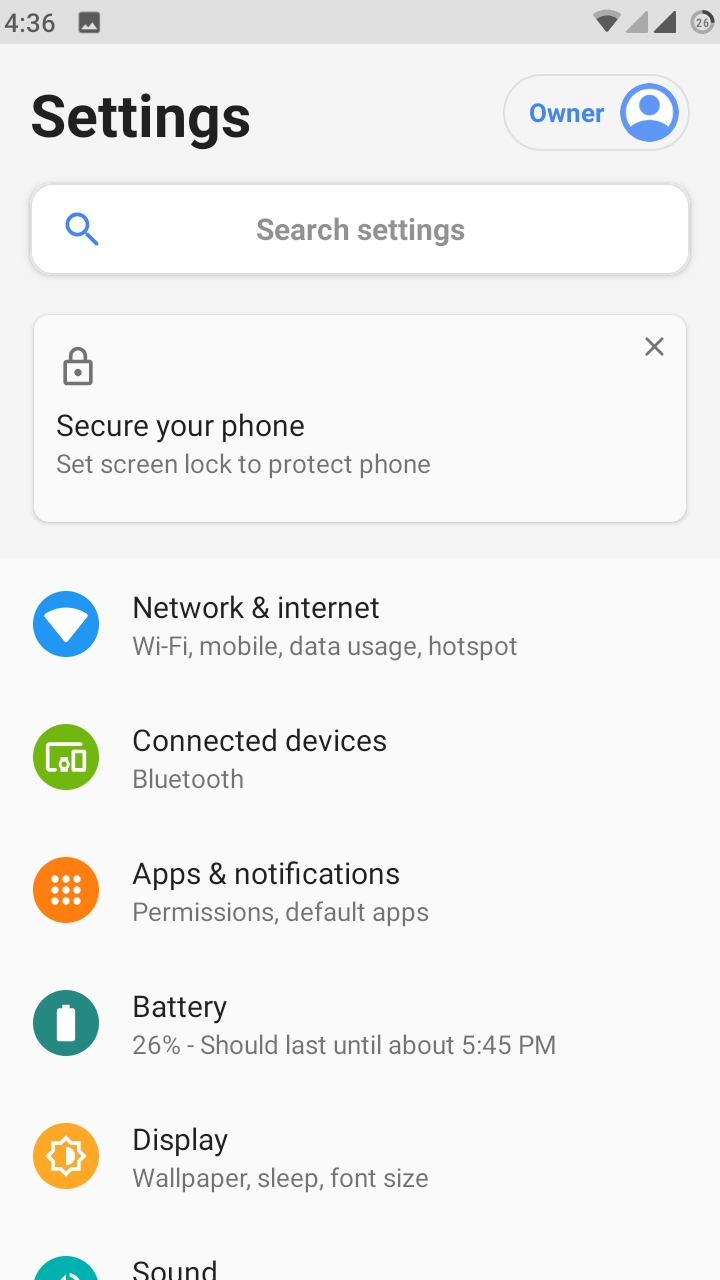 4:36
26
Settings
Owner
Search settings
Secure your phone
Set screen lock to protect phone
Network & internet
Wi-Fi, mobile, data usage, hotspot
Connected devices
Bluetooth
Apps & notifications
Permissions, default apps
Battery
26% - Should last until about 5:45 PM
Display
Wallpaper, sleep, font size
Sound